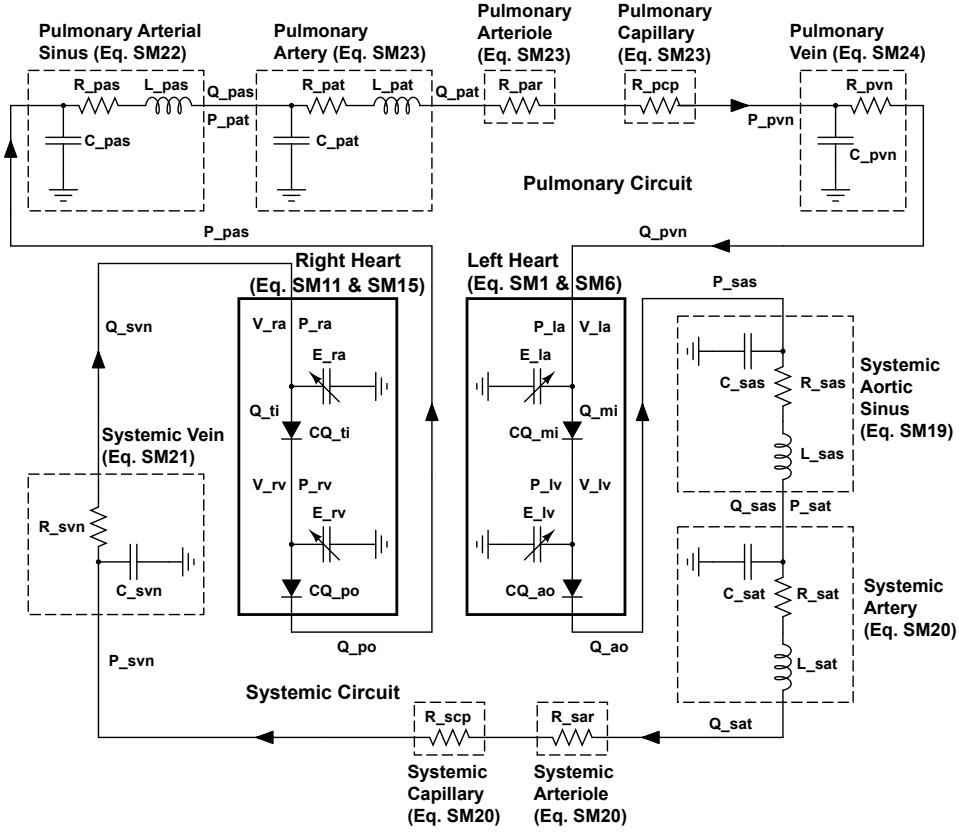 Pulmonary Arterial
Sinus (Eq. SM22)
Pulmonary
Artery (Eq. SM23)
Pulmonary
Arteriole
(Eq. SM23)
Pulmonary
Capillary
(Eq. SM23)
Pulmonary
Vein (Eq. SM24)
R_pas
L_pas
Q_pas
P_pat
C_pas
R_pat
L_pat
Q_pat
C_pat
R_par
R_pcp
P_pvn
R_pvn
C_pvn
Pulmonary Circuit
P_pas
Q_pvn
Right Heart
(Eq. SM11 & SM15)
Left Heart
(Eq. SM1 & SM6)
P_sas
Q_svn
V_ra
P_ra
E_ra
Q_ti
CQ_ti
V_rv
P_rv
E_rv
CQ_po
Q_po
P_la
V_la
E_la
Q_mi
CQ_mi
P_lv
V_lv
E_lv
CQ_ao
Q_ao
C_sas
R_sas
L_sas
Systemic
Aortic
Sinus
(Eq. SM19)
Q_sas
P_sat
C_sat
R_sat
L_sat
Systemic
Artery
(Eq. SM20)
Q_sat
Systemic Vein
(Eq. SM21)
R_svn
C_svn
P_svn
Systemic Circuit
R_scp
R_sar
Systemic
Capillary
(Eq. SM20)
Systemic
Arteriole
(Eq. SM20)